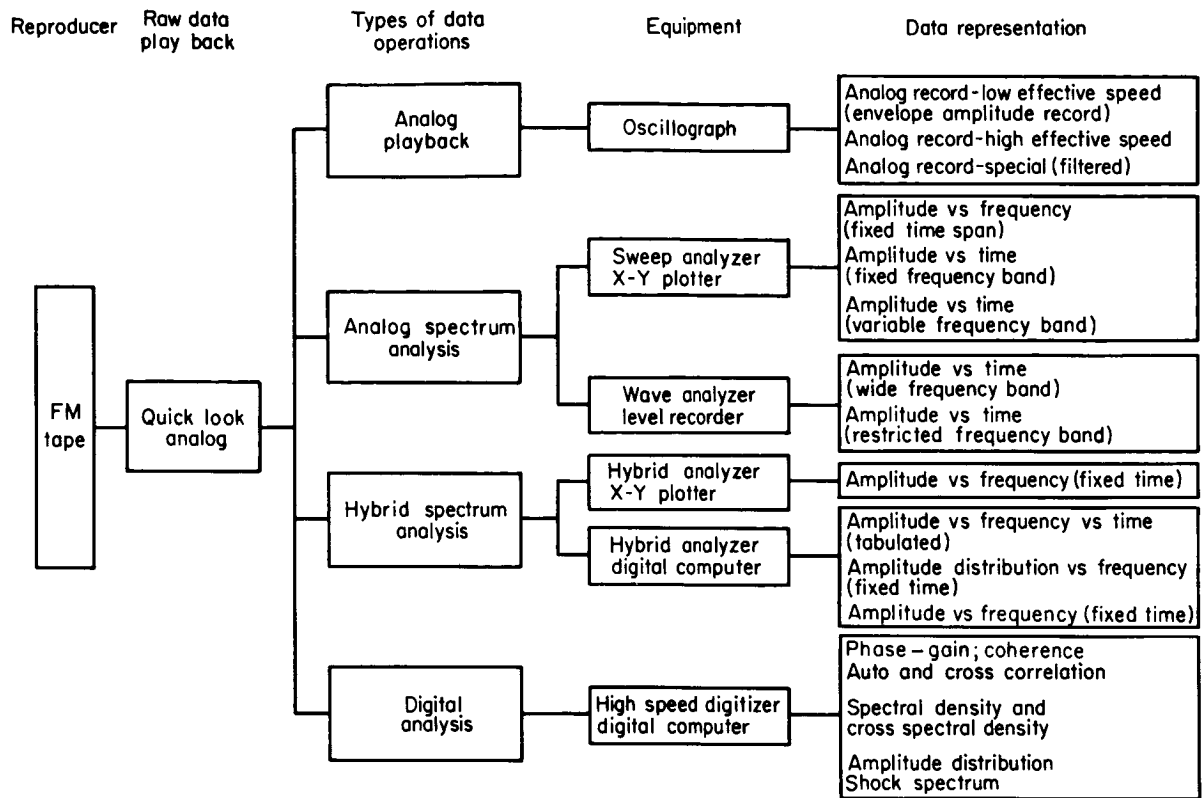 Reproducer
Raw data
play back
Types of data
operations
Equipment
Data representation
FM
tape
Quick look
analog
Analog
playback
Oscillograph
Analog record-low effective speed
(envelope amplitude record)
Analog record-high effective speed
Analog record-special (filtered)
Analog spectrum
analysis
Sweep analyzer
X-Y plotter
Amplitude vs frequency
(fixed time span)
Amplitude vs time
(fixed frequency band)
Amplitude vs time
(variable frequency band)
Wave analyzer
level recorder
Amplitude vs time
(wide frequency band)
Amplitude vs time
(restricted frequency band)
Hybrid spectrum
analysis
Hybrid analyzer
X-Y plotter
Amplitude vs frequency (fixed time)
Hybrid analyzer
digital computer
Amplitude vs frequency vs time
(tabulated)
Amplitude distribution vs frequency
(fixed time)
Amplitude vs frequency (fixed time)
Digital
analysis
High speed digitizer
digital computer
Phase – gain; coherence
Auto and cross correlation
Spectral density and
cross spectral density
Amplitude distribution
Shock spectrum